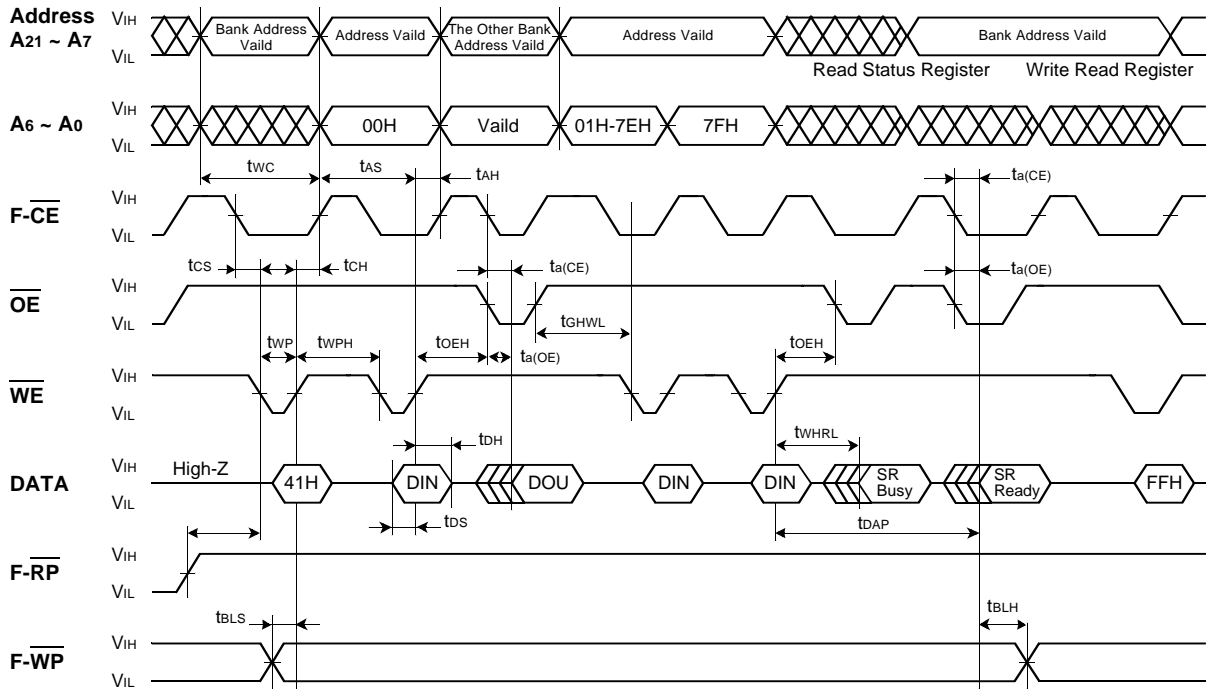 Address
A21 ~ A7
VIH
VIL
Bank Address
Vaild
Address Vaild
The Other Bank
Address Vaild
Address Vaild
Bank Address Vaild
Read Status Register
Write Read Register
A6 ~ A0
VIH
VIL
00H
Vaild
01H-7EH
7FH
tWC
tAS
tAH
ta(CE)
F-CE
VIH
VIL
tCS
tCH
ta(CE)
ta(OE)
OE
VIH
VIL
tWP
tWPH
tOEH
tGHWL
ta(OE)
tOEH
WE
VIH
VIL
tDH
tWHRL
DATA
VIH
VIL
High-Z
41H
DIN
DOU
DIN
DIN
SR
Busy
SR
Ready
FFH
tDS
tDAP
F-RP
VIH
VIL
tBLS
tBLH
F-WP
VIH
VIL